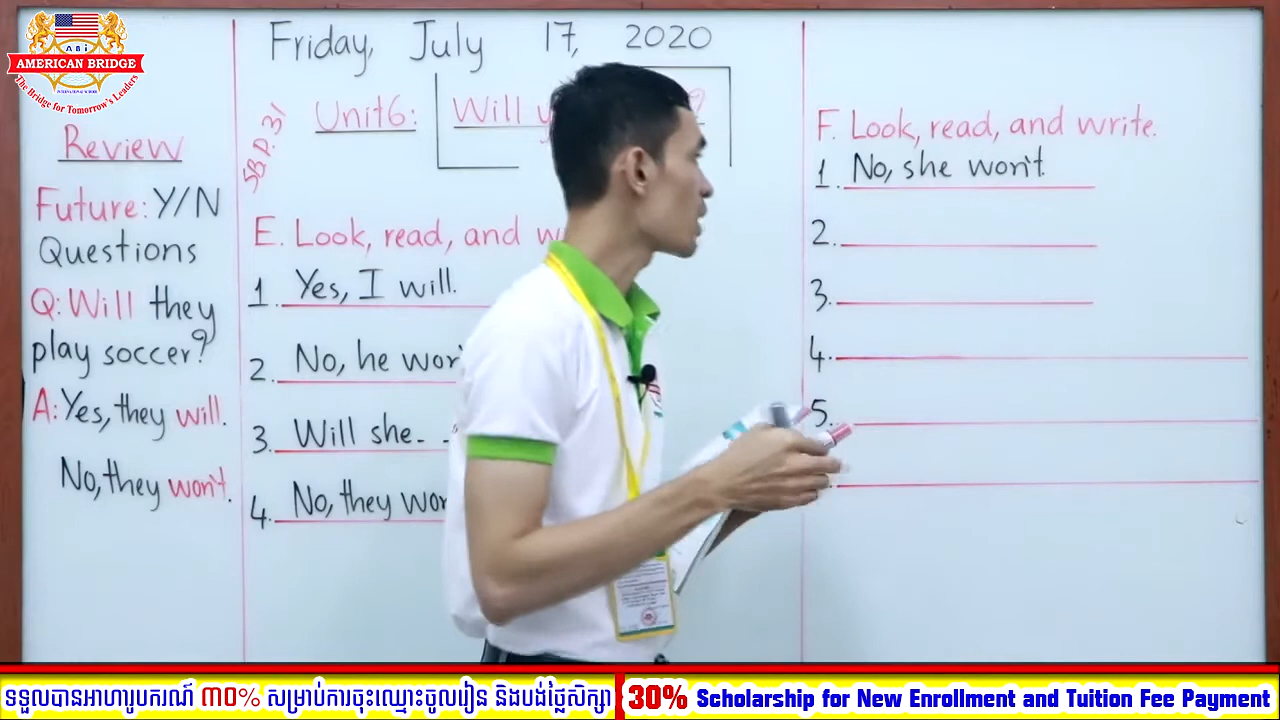 AMERICAN BRIDGE
The Bridge for Tomorrow's Leaders
Friday, July 17, 2020
SB P.31
Unit6: Will
Review
Future: Y/N
Questions
Q: Will they
play soccer?
A: Yes, they will.
No, they won't.
E. Look, read, and
1. Yes, I will.
2. No, he won'
3. Will she
4. No, they won
F. Look, read, and write.
1. No, she won't.
2.
3.
4.
5.
ទទួលបានអាហារូបករណ៍ ៣០% សម្រាប់ការចុះឈ្មោះចូលរៀន និងបង់ថ្លៃសិក្សា
30% Scholarship for New Enrollment and Tuition Fee Payment